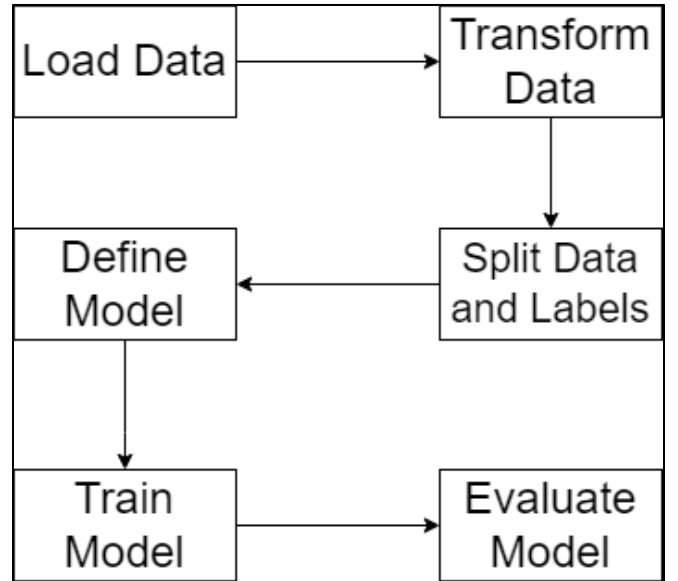 Load Data
Transform
Data
Split Data
and Labels
Define
Model
Train
Model
Evaluate
Model